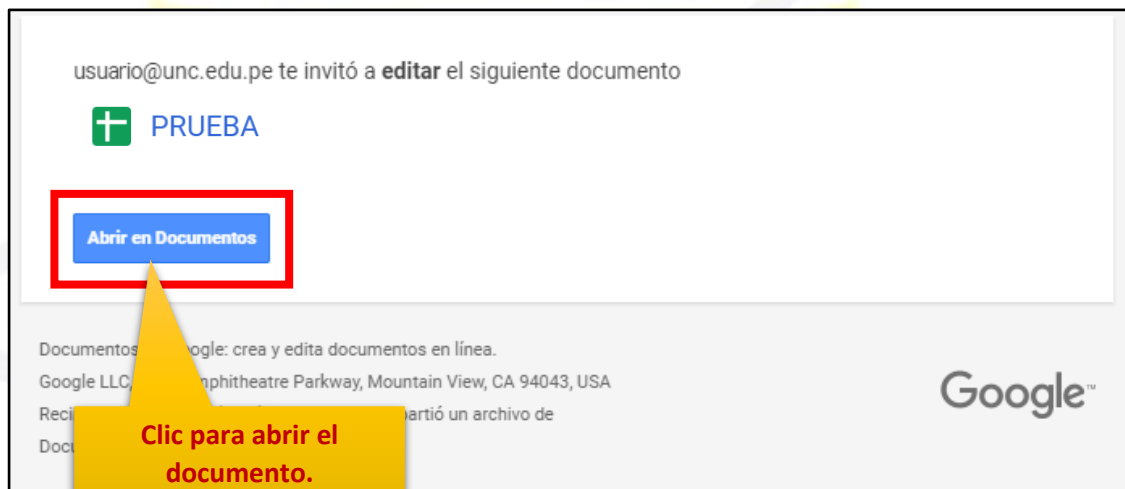 usuario@unc.edu.pe te invitó a editar el siguiente documento
PRUEBA
Abrir en Documentos
Documentos ogle: crea y edita documentos en línea.
Google LLC, mphitheatre Parkway, Mountain View, CA 94043, USA
Reci artió un archivo de
Docu
Clic para abrir el
documento.
Google™